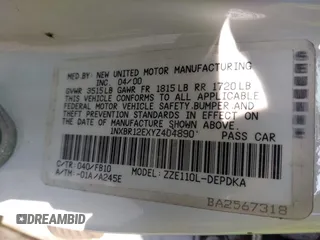 MFD BY: NEW UNITED MOTOR MANUFACTURING
INC. 04/00
GVWR 3515LB GAWR FR 1815LB RR 1720LB
THIS VEHICLE CONFORMS TO ALL APPLICABLE
FEDERAL MOTOR VEHICLE SAFETY,BUMPER AND
THEFT PREVENTION STANDARDS IN EFFECT ON
THE DATE OF MANUFACTURE SHOWN ABOVE.
1NXBR12EXYZ404890 PASS CAR
C/TR 040/FB10 MODEL: ZZE110L-DEPDKA
A/TM -01A/A245E
BA2567318
©DIARBID